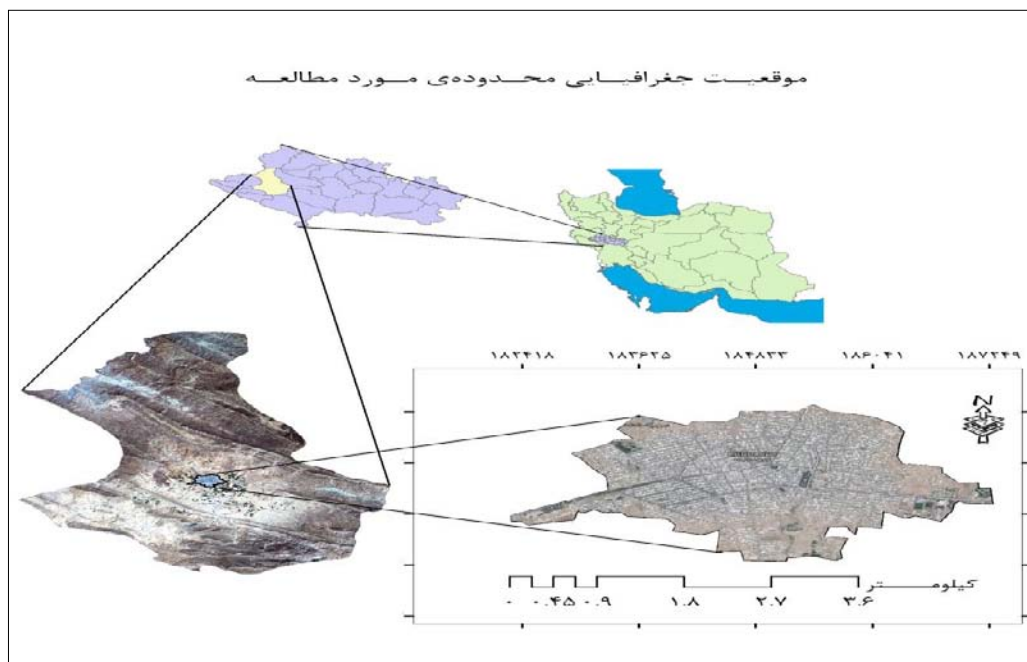 موقعیت جغرافیایی محدوده‌ی مورد مطالعه
۱۸۲۴۱۸ ۱۸۳۶۲۵ ۱۸۴۸۳۳ ۱۸۶۰۴۱ ۱۸۷۲۴۹
N
کیلومتر
۰ ۰.۴۵ ۰.۹ ۱.۸ ۲.۷ ۳.۶